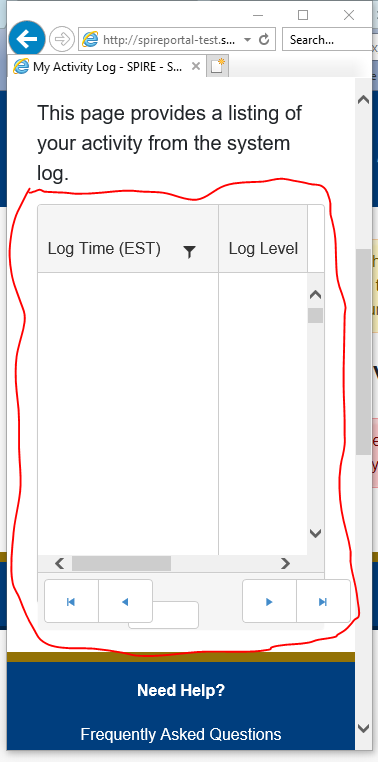 http://spireportal-test.s...
Search...
My Activity Log - SPIRE - S...
This page provides a listing of
your activity from the system
log.
Log Time (EST)
Log Level
Need Help?
Frequently Asked Questions